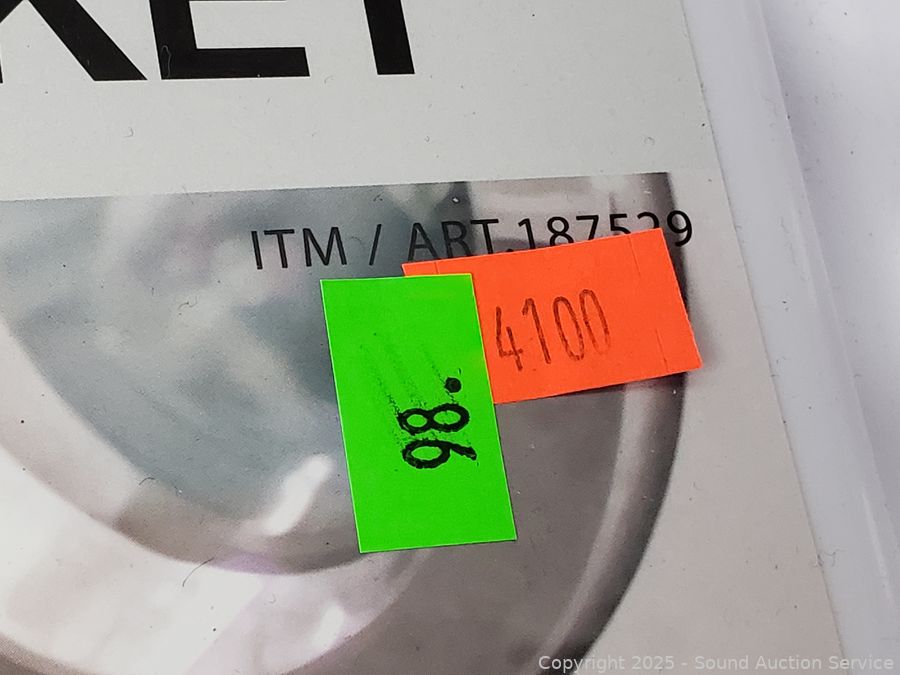 KET
ITM / ART.187529
4100
98.
Copyright 2025 - Sound Auction Service